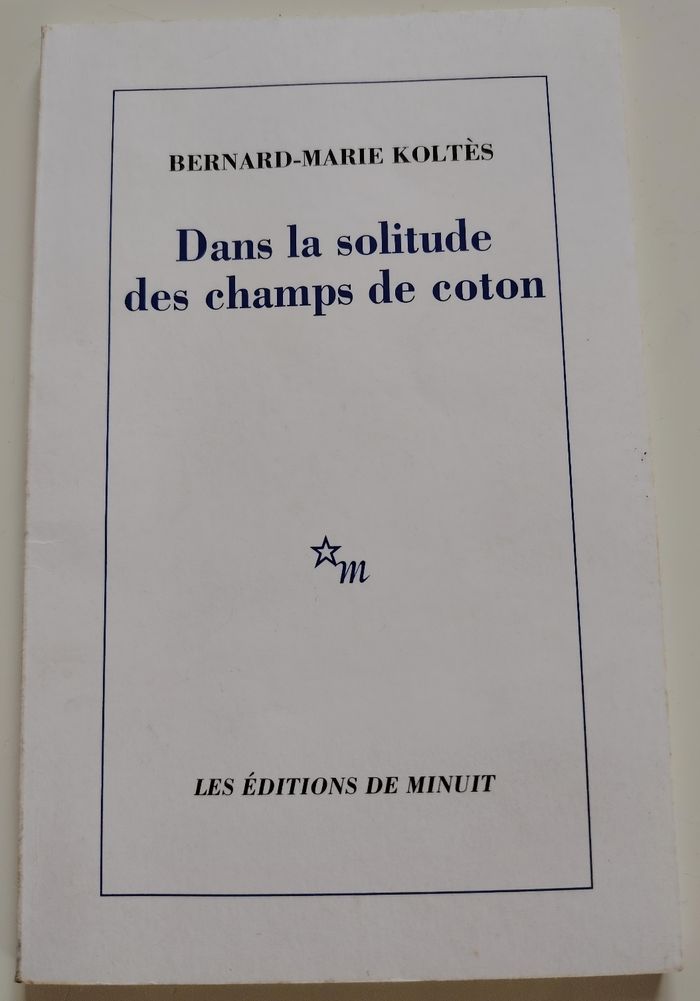 BERNARD-MARIE KOLTÈS
Dans la solitude
des champs de coton
m
LES ÉDITIONS DE MINUIT